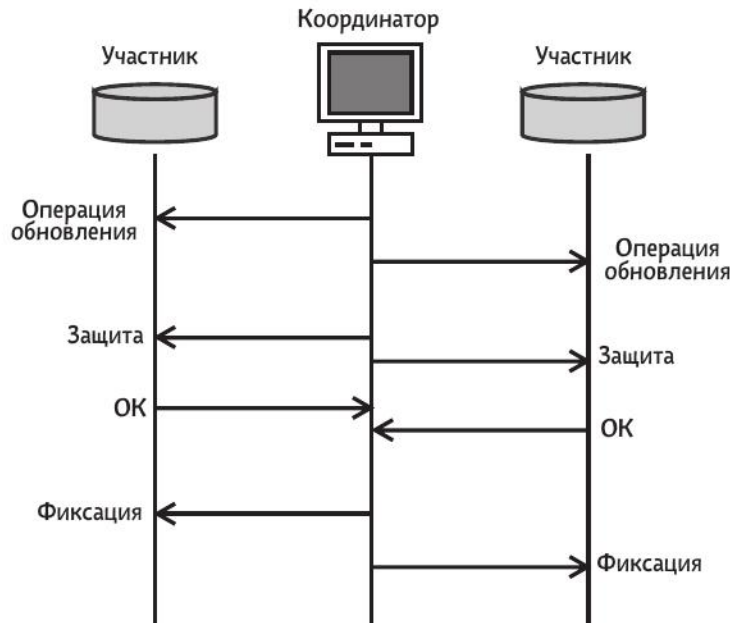 Координатор
Участник
Участник
Операция
обновления
Операция
обновления
Защита
Защита
ОК
ОК
Фиксация
Фиксация